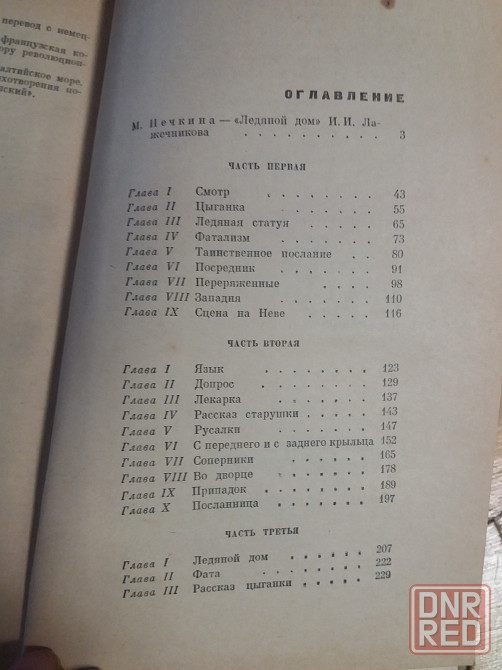 перевод с немец-
французская по-
ору революцион-
алтийское море,
ихотворения по-
ский».
ОГЛАВЛЕНИЕ
М. Нечкина — «Ледяной дом» И. И. Ла-
жечникова . . . . . . . . . . 3
ЧАСТЬ ПЕРВАЯ
Глава I Смотр . . . . . . . 43
Глава II Цыганка . . . . . . . 55
Глава III Ледяная статуя . . . . . 65
Глава IV Фатализм . . . . . . 73
Глава V Таинственное послание . . 80
Глава VI Посредник . . . . . . 91
Глава VII Переряженные . . . . . 98
Глава VIII Западня . . . . . . 110
Глава IX Сцена на Неве . . . . . 116
ЧАСТЬ ВТОРАЯ
Глава I Язык . . . . . . . 123
Глава II Допрос . . . . . . . 129
Глава III Лекарка . . . . . . 137
Глава IV Рассказ старушки . . . . 143
Глава V Русалки . . . . . . 147
Глава VI С переднего и с заднего крыльца 152
Глава VII Соперники . . . . . . 165
Глава VIII Во дворце . . . . . . 178
Глава IX Припадок . . . . . . 189
Глава X Посланница . . . . . . 197
ЧАСТЬ ТРЕТЬЯ
Глава I Ледяной дом . . . . . 207
Глава II Фата . . . . . . . 222
Глава III Рассказ цыганки . . . . . 229
DNR
RED